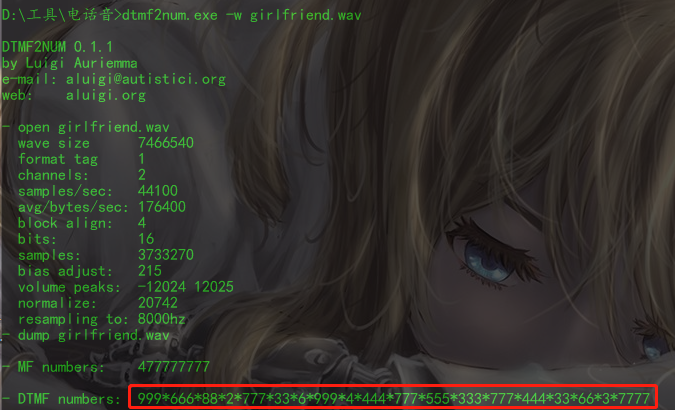 D:\工具\电话音>dtmf2num.exe -w girlfriend.wav
DTMF2NUM 0.1.1
by Luigi Auriemma
e-mail: aluigi@autistici.org
web: aluigi.org
- open girlfriend.wav
wave size 7466540
format tag 1
channels: 2
samples/sec: 44100
avg/bytes/sec: 176400
block align: 4
bits: 16
samples: 3733270
bias adjust: 215
volume peaks: -12024 12025
normalize: 20742
resampling to: 8000hz
- dump girlfriend.wav
- MF numbers: 477777777
- DTMF numbers: 999*666*88*2*777*33*6*999*4*444*777*555*333*777*444*33*66*3*7777